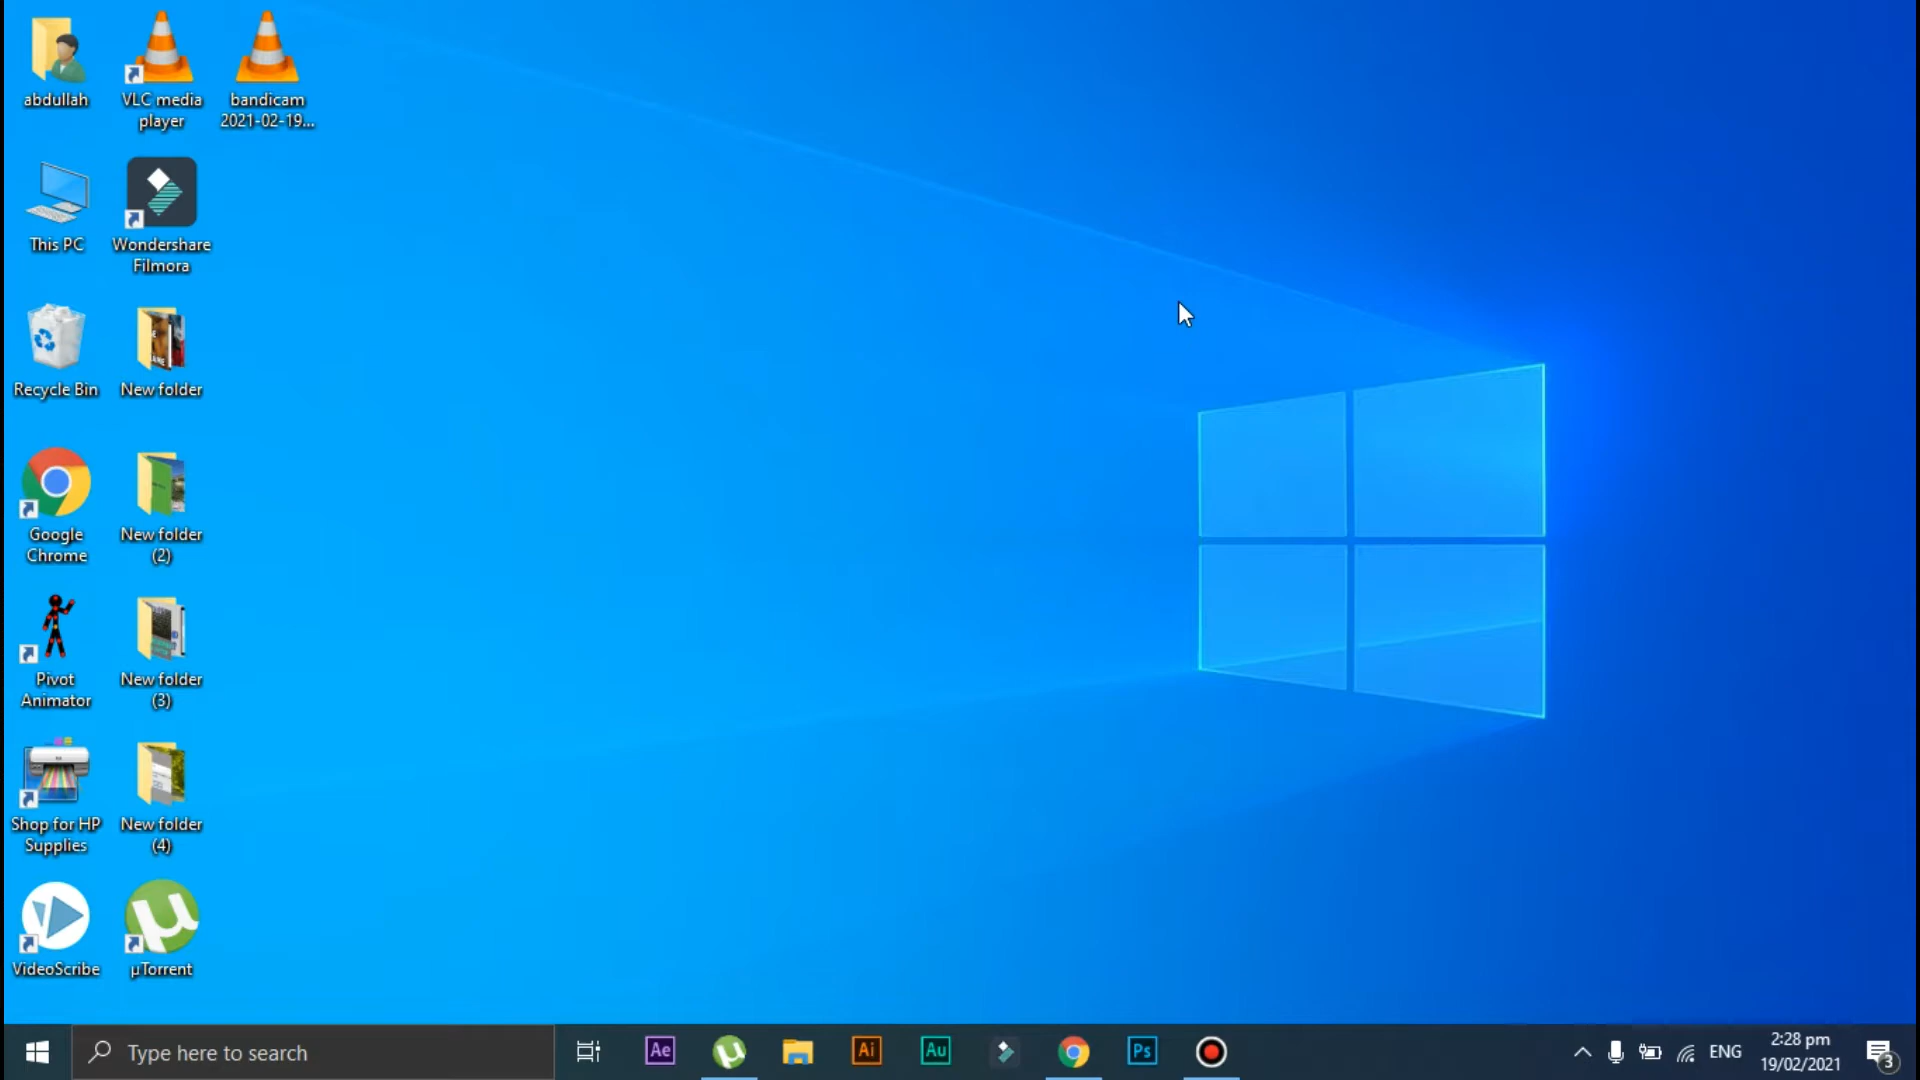 abdullah
VLC media
player
bandicam
2021-02-19...
This PC
Wondershare
Filmora
Recycle Bin
New folder
Google
Chrome
New folder
(2)
Pivot
Animator
New folder
(3)
Shop for HP
Supplies
New folder
(4)
VideoScribe
µTorrent
Type here to search
Ae
Ai
Au
Ps
ENG
2:28 pm
19/02/2021
3